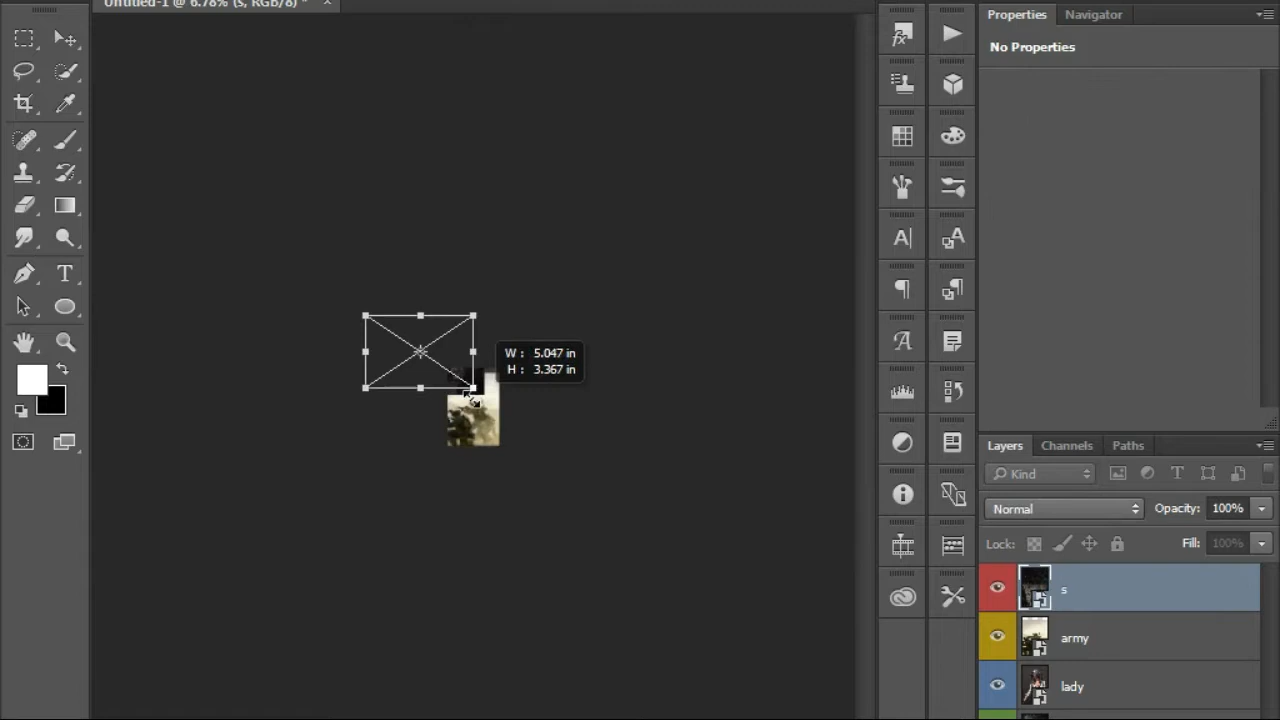 Untitled-1 @ 6.78% (s, RGB/8) *
Properties
Navigator
No Properties
W : 5.047 in
H : 3.367 in
Layers
Channels
Paths
Kind
Normal
Opacity: 100%
Lock:
Fill: 100%
s
army
lady